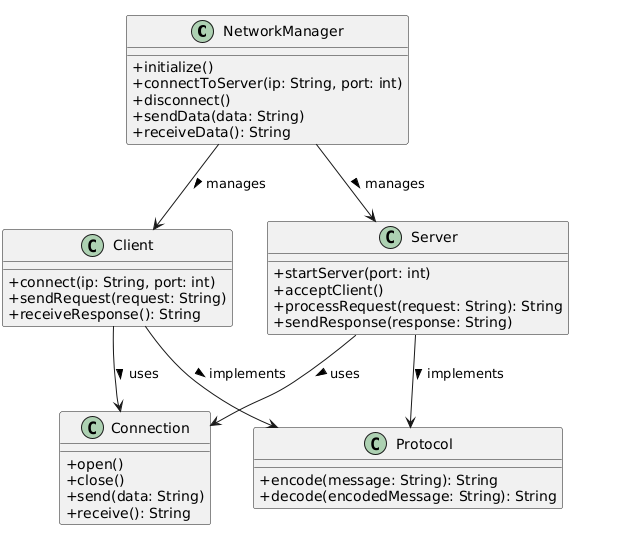 C NetworkManager
+initialize()
+connectToServer(ip: String, port: int)
+disconnect()
+sendData(data: String)
+receiveData(): String
manages
manages
C Client
+connect(ip: String, port: int)
+sendRequest(request: String)
+receiveResponse(): String
C Server
+startServer(port: int)
+acceptClient()
+processRequest(request: String): String
+sendResponse(response: String)
uses
implements
uses
implements
C Connection
+open()
+close()
+send(data: String)
+receive(): String
C Protocol
+encode(message: String): String
+decode(encodedMessage: String): String